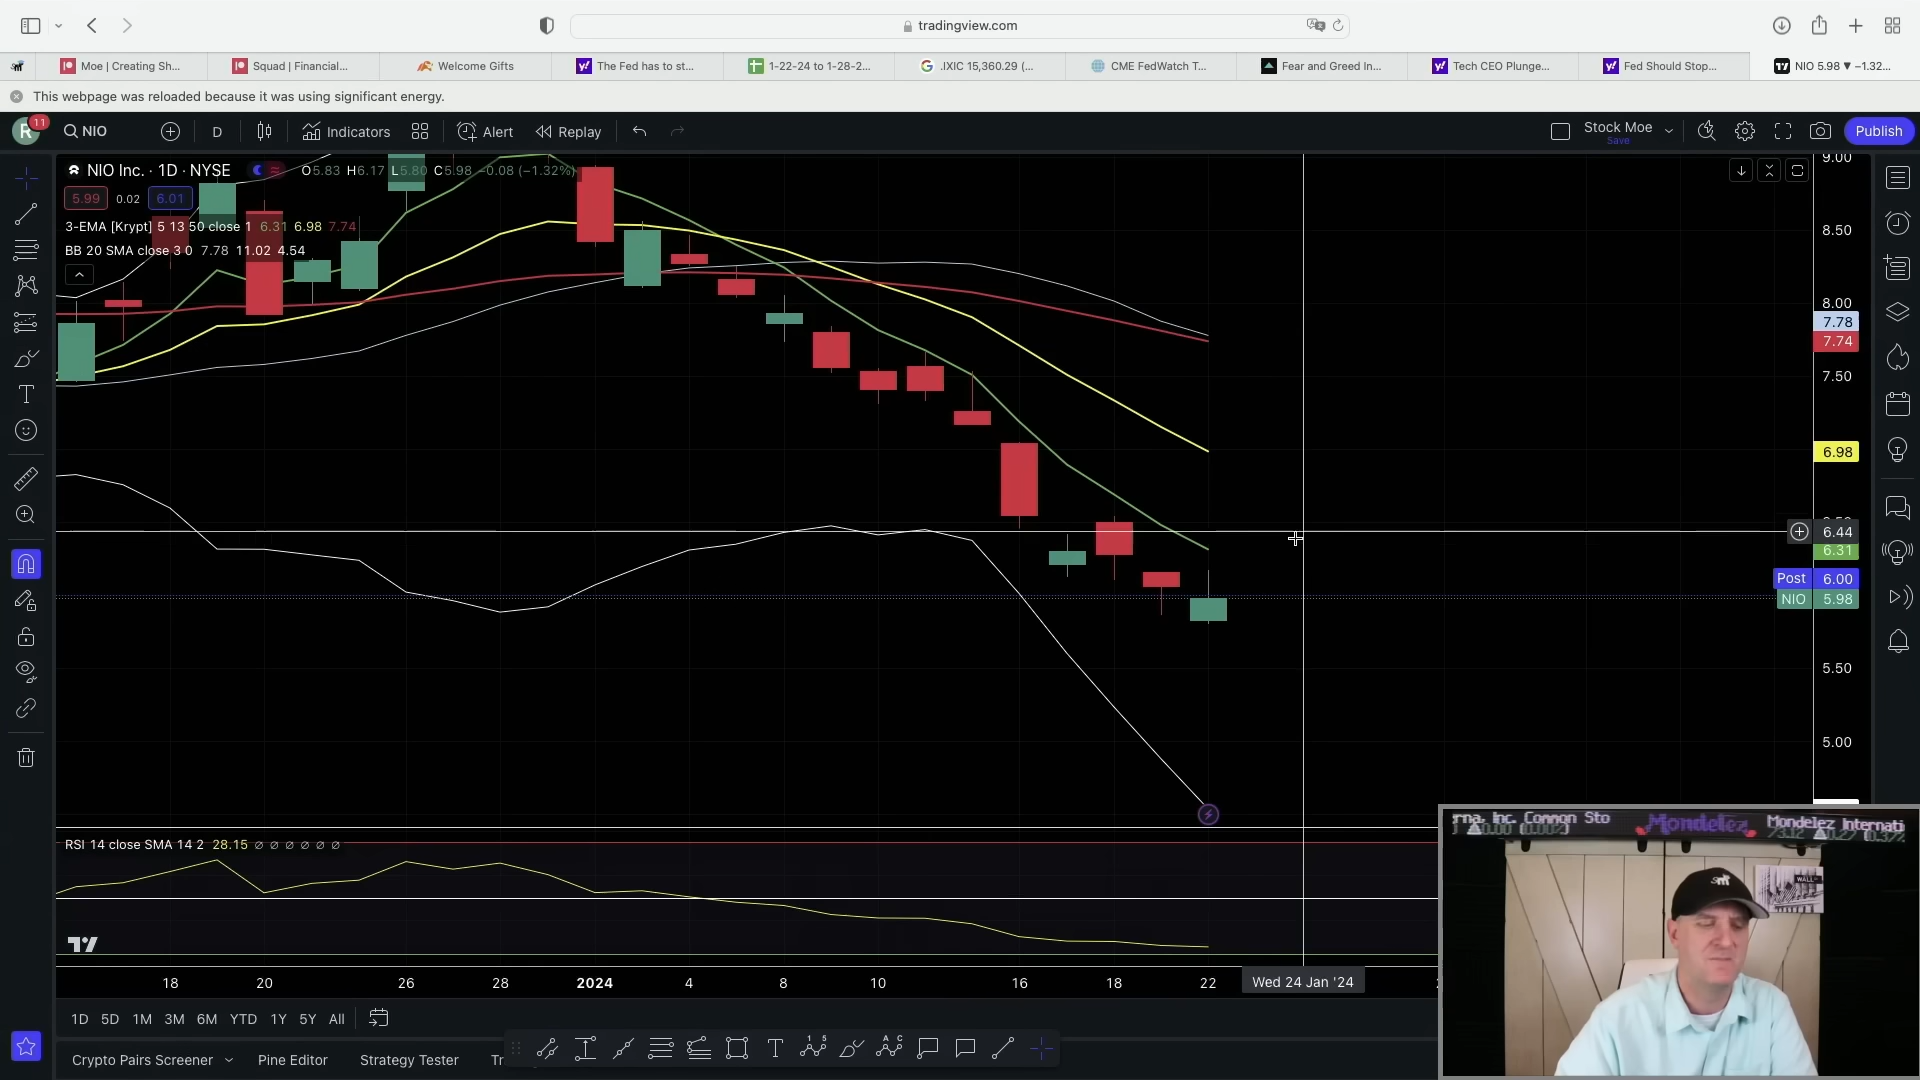 tradingview.com
Moe | Creating Sh...
Squad | Financial...
Welcome Gifts
The Fed has to st...
1-22-24 to 1-28-2...
.IXIC 15,360.29 (...
CME FedWatch T...
Fear and Greed In...
Tech CEO Plunge...
Fed Should Stop...
NIO 5.98 ▼ −1.32...
This webpage was reloaded because it was using significant energy.
R 11
NIO
D
Indicators
Alert
Replay
Stock Moe
Save
Publish
NIO Inc. · 1D · NYSE
O5.83 H6.17 L5.80 C5.98 −0.08 (−1.32%)
5.99 0.02 6.01
3-EMA [Krypt] 5 13 50 close 1 6.31 6.98 7.74
BB 20 SMA close 3 0 7.78 11.02 4.54
9.00
8.50
8.00
7.78
7.74
7.50
6.98
6.44
6.31
Post 6.00
NIO 5.98
5.50
5.00
RSI 14 close SMA 14 2 28.15 ∅ ∅ ∅ ∅ ∅ ∅
18 20 26 28 2024 4 8 10 16 18 22 Wed 24 Jan '24
1D 5D 1M 3M 6M YTD 1Y 5Y All
Crypto Pairs Screener
Pine Editor
Strategy Tester
Tr
Inc. Common Sto
Mondelez
Mondelez Internati
WALL